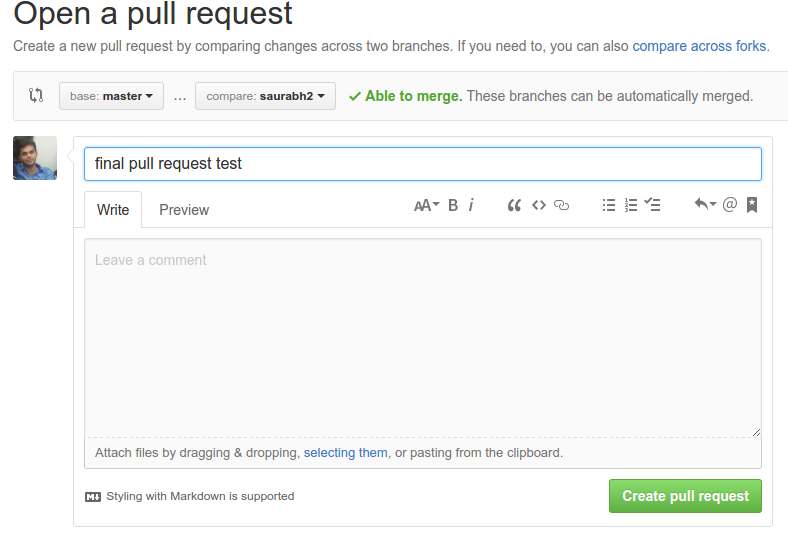 Open a pull request
Create a new pull request by comparing changes across two branches. If you need to, you can also compare across forks.
base: master ... compare: saurabh2 Able to merge. These branches can be automatically merged.
final pull request test
Write Preview AA B i @
Leave a comment
Attach files by dragging & dropping, selecting them, or pasting from the clipboard.
M Styling with Markdown is supported Create pull request